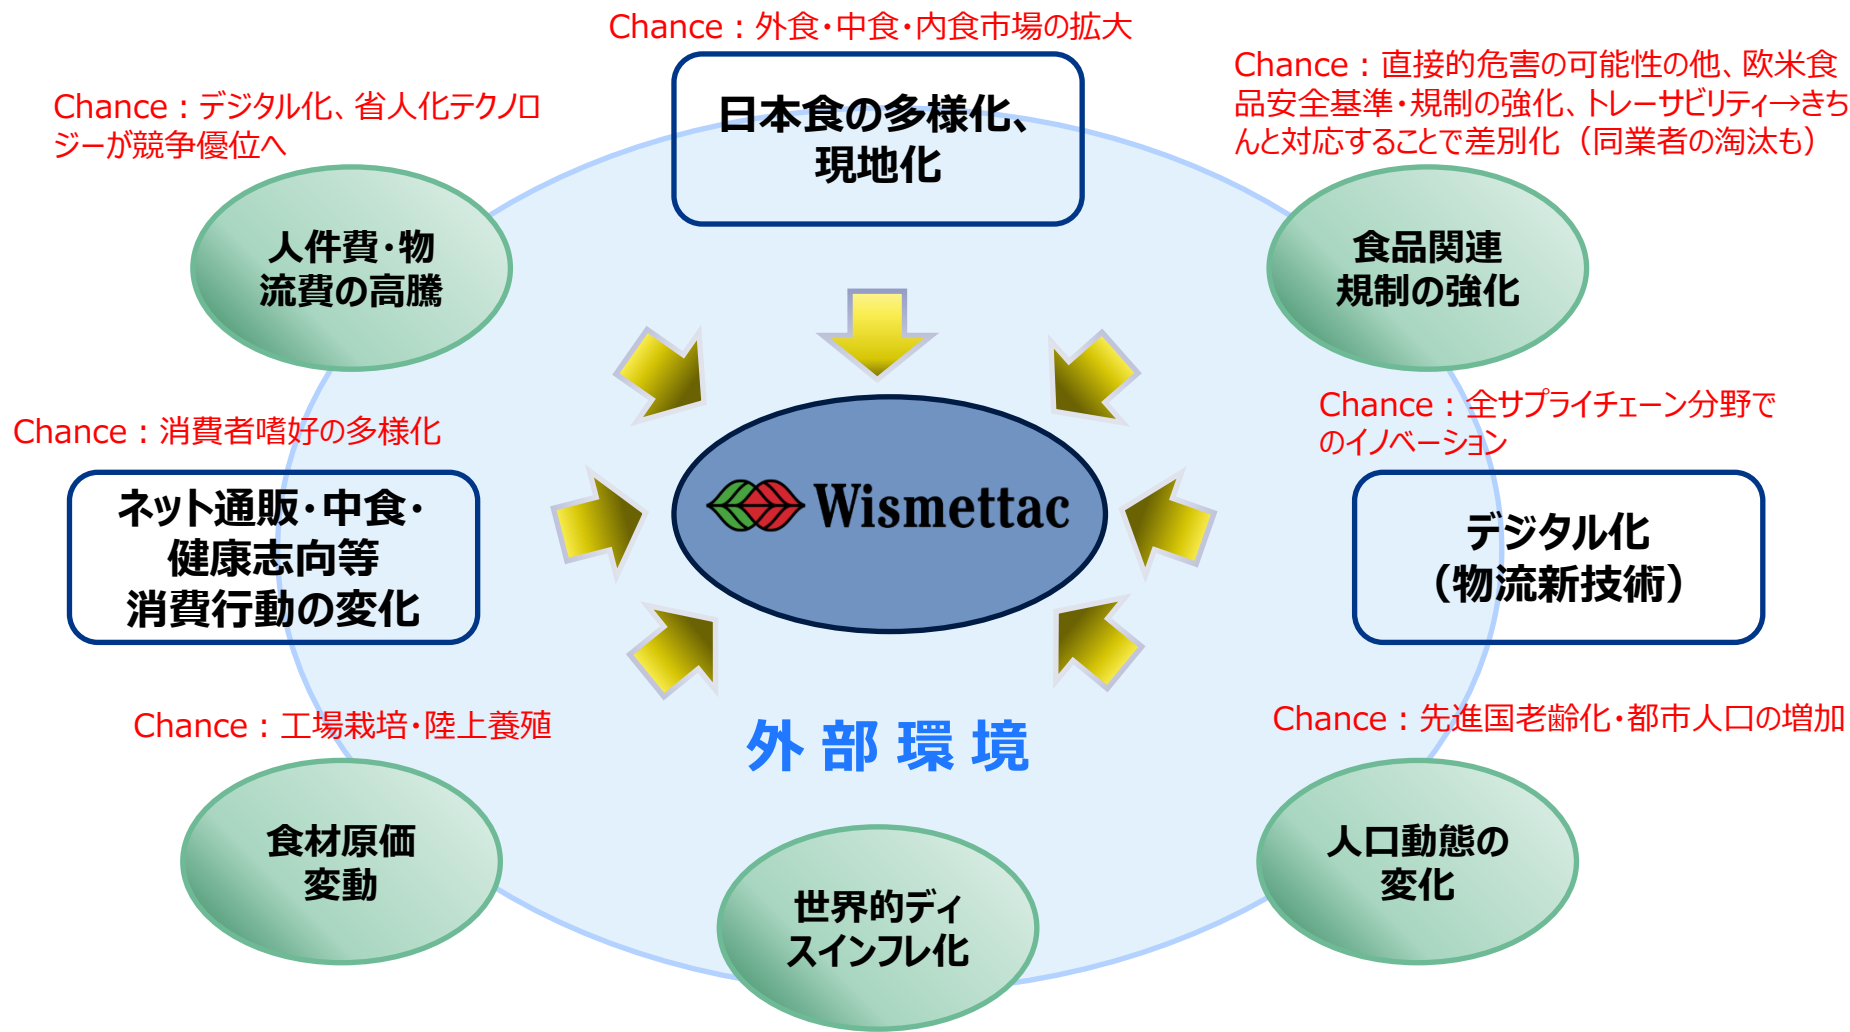 Chance：外食・中食・内食市場の拡大
日本食の多様化、
現地化
Chance：デジタル化、省人化テクノロ
ジーが競争優位へ
人件費・物
流費の高騰
Chance：直接的危害の可能性の他、欧米食
品安全基準・規制の強化、トレーサビリティ→きち
んと対応することで差別化（同業者の淘汰も）
食品関連
規制の強化
Chance：消費者嗜好の多様化
ネット通販・中食・
健康志向等
消費行動の変化
Wismettac
Chance：全サプライチェーン分野で
のイノベーション
デジタル化
（物流新技術）
外部環境
Chance：工場栽培・陸上養殖
食材原価
変動
世界的ディ
スインフレ化
Chance：先進国老齢化・都市人口の増加
人口動態の
変化